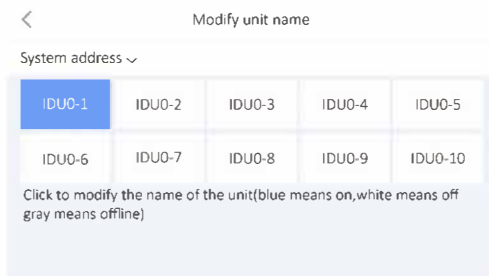 Modify unit name
System address
IDU0-1 IDU0-2 IDU0-3 IDU0-4 IDU0-5
IDU0-6 IDU0-7 IDU0-8 IDU0-9 IDU0-10
Click to modify the name of the unit(blue means on,white means off
gray means offline)